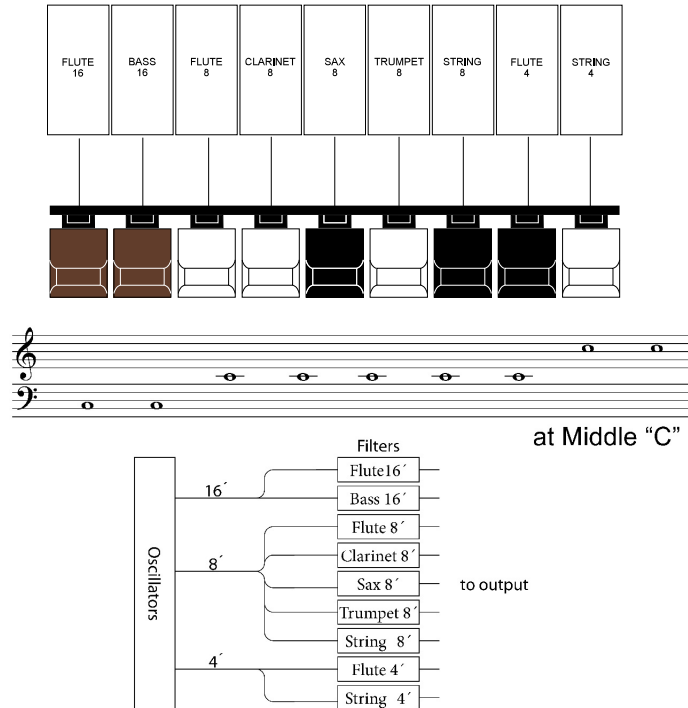 FLUTE
16
BASS
16
FLUTE
8
CLARINET
8
SAX
8
TRUMPET
8
STRING
8
FLUTE
4
STRING
4
at Middle “C”
Filters
Oscillators
16´
8´
4´
Flute16´
Bass 16´
Flute 8´
Clarinet 8´
Sax 8´
Trumpet 8´
String 8´
Flute 4´
String 4´
to output